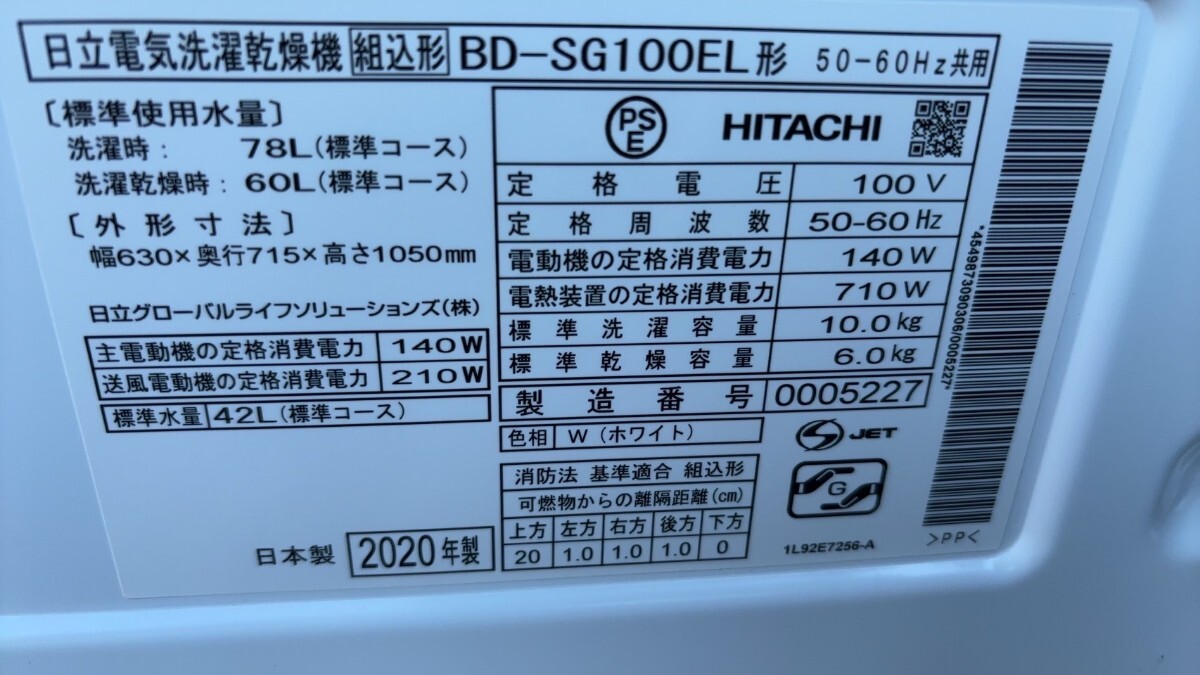 日立電気洗濯乾燥機 組込形 BD-SG100EL形 50-60Hz共用
〔標準使用水量〕
洗濯時: 78L(標準コース)
洗濯乾燥時: 60L(標準コース)
〔外形寸法〕
幅630×奥行715×高さ1050mm
日立グローバルライフソリューションズ(株)
主電動機の定格消費電力 140W
送風電動機の定格消費電力 210W
標準水量 42L(標準コース)
日本製 2020年製
PS
E
HITACHI
定格電圧 100V
定格周波数 50-60Hz
電動機の定格消費電力 140W
電熱装置の定格消費電力 710W
標準洗濯容量 10.0kg
標準乾燥容量 6.0kg
製造番号 0005227
色相 W(ホワイト)
JET
消防法 基準適合 組込形
可燃物からの離隔距離(cm)
上方 左方 右方 後方 下方
20 1.0 1.0 1.0 0
G
1L92E7256-A
>PP<
*4549873090306/0005227*